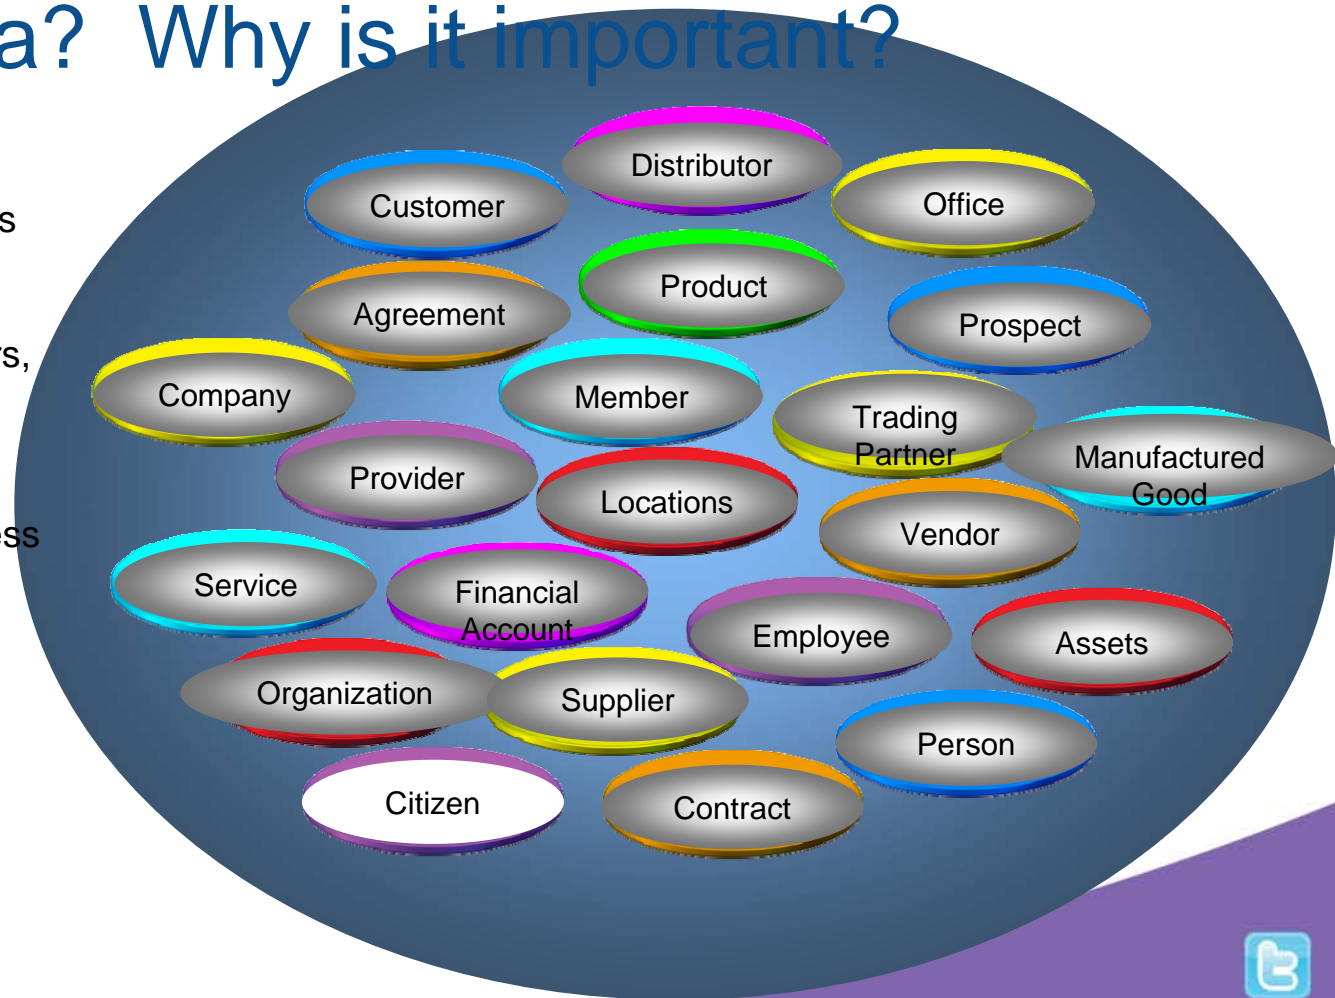 a? Why is it important?
Distributor
Customer
Office
s
Product
Agreement
Prospect
rs,
Company
Member
Trading
Partner
Manufactured
Good
Provider
Locations
Vendor
ess
Service
Financial
Account
Employee
Assets
Organization
Supplier
Person
Citizen
Contract